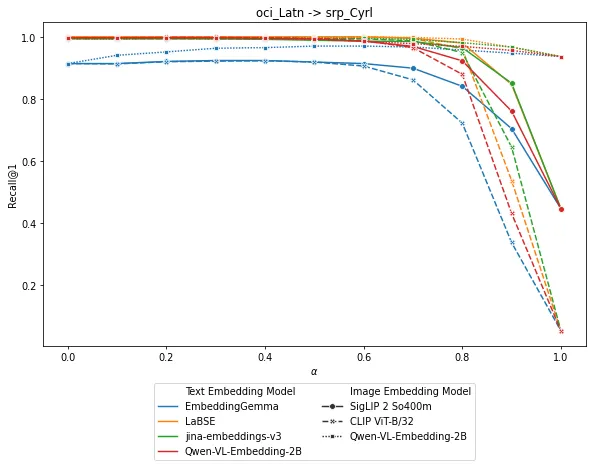 oci_Latn -> srp_Cyrl
1.0
0.8
0.6
0.4
0.2
Recall@1
0.0 0.2 0.4 0.6 0.8 1.0
α
Text Embedding Model
EmbeddingGemma
LaBSE
jina-embeddings-v3
Qwen-VL-Embedding-2B
Image Embedding Model
SigLIP 2 So400m
CLIP ViT-B/32
Qwen-VL-Embedding-2B